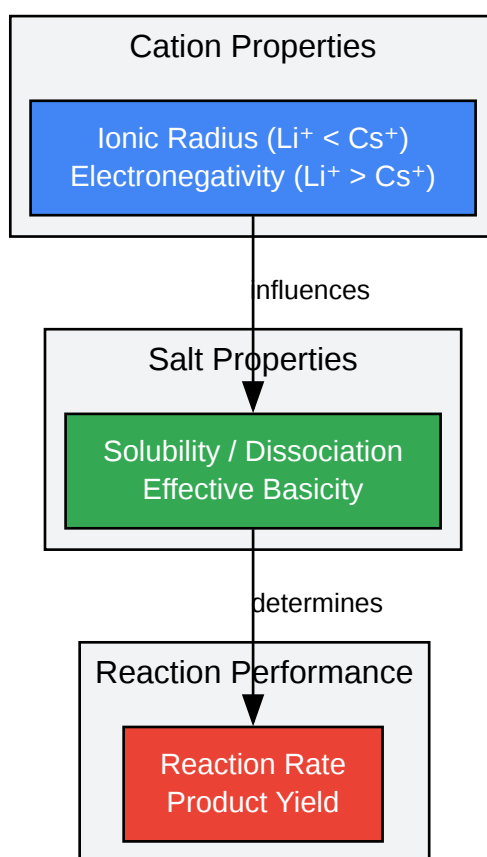 Cation Properties
Ionic Radius (Li⁺ < Cs⁺)
Electronegativity (Li⁺ > Cs⁺)
influences
Salt Properties
Solubility / Dissociation
Effective Basicity
determines
Reaction Performance
Reaction Rate
Product Yield